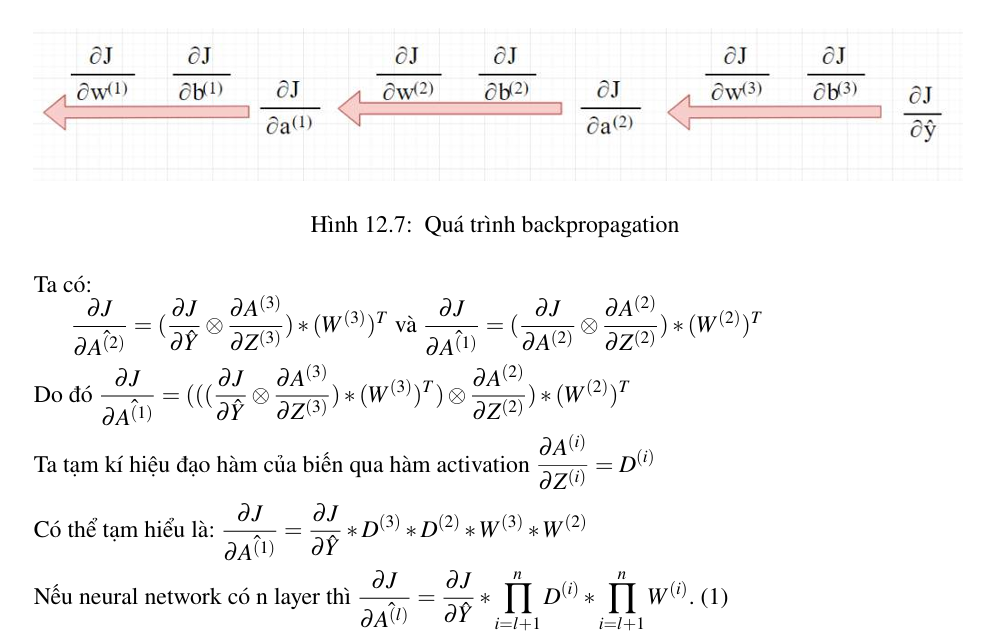 ∂J/∂w⁽¹⁾ ∂J/∂b⁽¹⁾ ∂J/∂a⁽¹⁾ ∂J/∂w⁽²⁾ ∂J/∂b⁽²⁾ ∂J/∂a⁽²⁾ ∂J/∂w⁽³⁾ ∂J/∂b⁽³⁾ ∂J/∂ŷ
Hình 12.7: Quá trình backpropagation
Ta có:
∂J/∂Â⁽²⁾ = (∂J/∂Ŷ ⊗ ∂A⁽³⁾/∂Z⁽³⁾) ∗ (W⁽³⁾)ᵀ và ∂J/∂Â⁽¹⁾ = (∂J/∂A⁽²⁾ ⊗ ∂A⁽²⁾/∂Z⁽²⁾) ∗ (W⁽²⁾)ᵀ
Do đó ∂J/∂Â⁽¹⁾ = (((∂J/∂Ŷ ⊗ ∂A⁽³⁾/∂Z⁽³⁾) ∗ (W⁽³⁾)ᵀ) ⊗ ∂A⁽²⁾/∂Z⁽²⁾) ∗ (W⁽²⁾)ᵀ
Ta tạm kí hiệu đạo hàm của biến qua hàm activation ∂A⁽ⁱ⁾/∂Z⁽ⁱ⁾ = D⁽ⁱ⁾
Có thể tạm hiểu là: ∂J/∂Â⁽¹⁾ = ∂J/∂Ŷ ∗ D⁽³⁾ ∗ D⁽²⁾ ∗ W⁽³⁾ ∗ W⁽²⁾
Nếu neural network có n layer thì ∂J/∂Â⁽ˡ⁾ = ∂J/∂Ŷ ∗ ∏_{i=l+1}^{n} D⁽ⁱ⁾ ∗ ∏_{i=l+1}^{n} W⁽ⁱ⁾. (1)